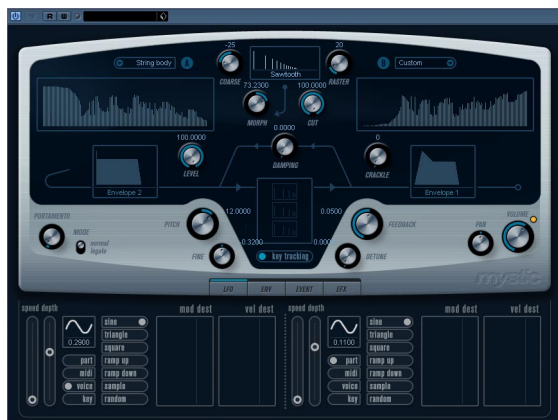 R W
-25 20
String body A B Custom
COARSE Sawtooth RASTER
73.2300 100.0000
MORPH CUT
100.0000 0.0000 0
LEVEL DAMPING CRACKLE
Envelope 2 Envelope 1
PORTAMENTO PITCH 12.0000 0.0500 FEEDBACK PAN VOLUME
MODE
normal
legato
FINE 0.3200 0.000 DETUNE
key tracking
mystic
LFO ENV EVENT EFX
speed depth mod dest vel dest speed depth mod dest vel dest
sine sine
triangle triangle
0.2900 square 0.1100 square
part ramp up part ramp up
midi ramp down midi ramp down
voice sample voice sample
key random key random